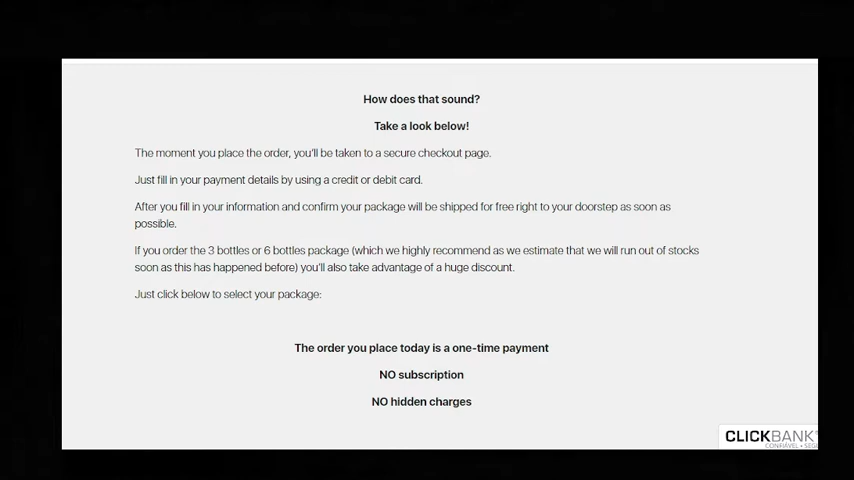 How does that sound?
Take a look below!
The moment you place the order, you'll be taken to a secure checkout page.
Just fill in your payment details by using a credit or debit card.
After you fill in your information and confirm your package will be shipped for free right to your doorstep as soon as
possible.
If you order the 3 bottles or 6 bottles package (which we highly recommend as we estimate that we will run out of stocks
soon as this has happened before) you'll also take advantage of a huge discount.
Just click below to select your package:
The order you place today is a one-time payment
NO subscription
NO hidden charges
CLICKBANK
CONFIÁVEL •